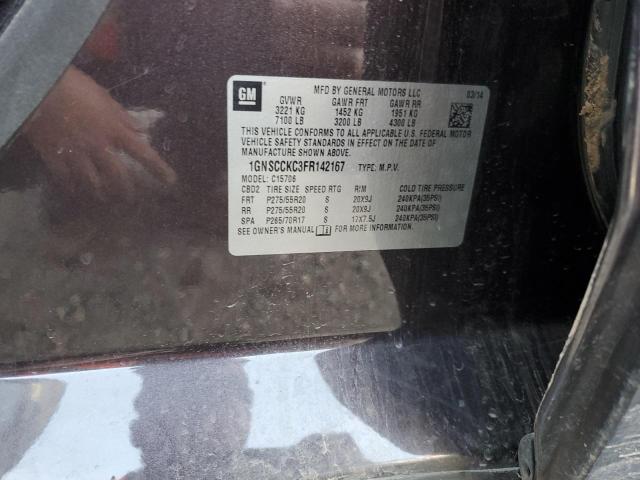 GM
MFD BY GENERAL MOTORS LLC 03/14
GVWR GAWR FRT GAWR RR
3221 KG 1452 KG 1951 KG
7100 LB 3200 LB 4300 LB
THIS VEHICLE CONFORMS TO ALL APPLICABLE U.S. FEDERAL MOTOR
VEHICLE SAFETY STANDARDS IN EFFECT ON THE DATE OF
MANUFACTURE SHOWN ABOVE.
1GNSCCKC3FR142167 TYPE: M.P.V.
MODEL: C15706
CBD2 TIRE SIZE SPEED RTG RIM COLD TIRE PRESSURE
FRT P275/55R20 S 20X9J 240KPA(35PSI)
RR P275/55R20 S 20X9J 240KPA(35PSI)
SPA P265/70R17 S 17X7.5J 240KPA(35PSI)
SEE OWNER'S MANUAL FOR MORE INFORMATION.